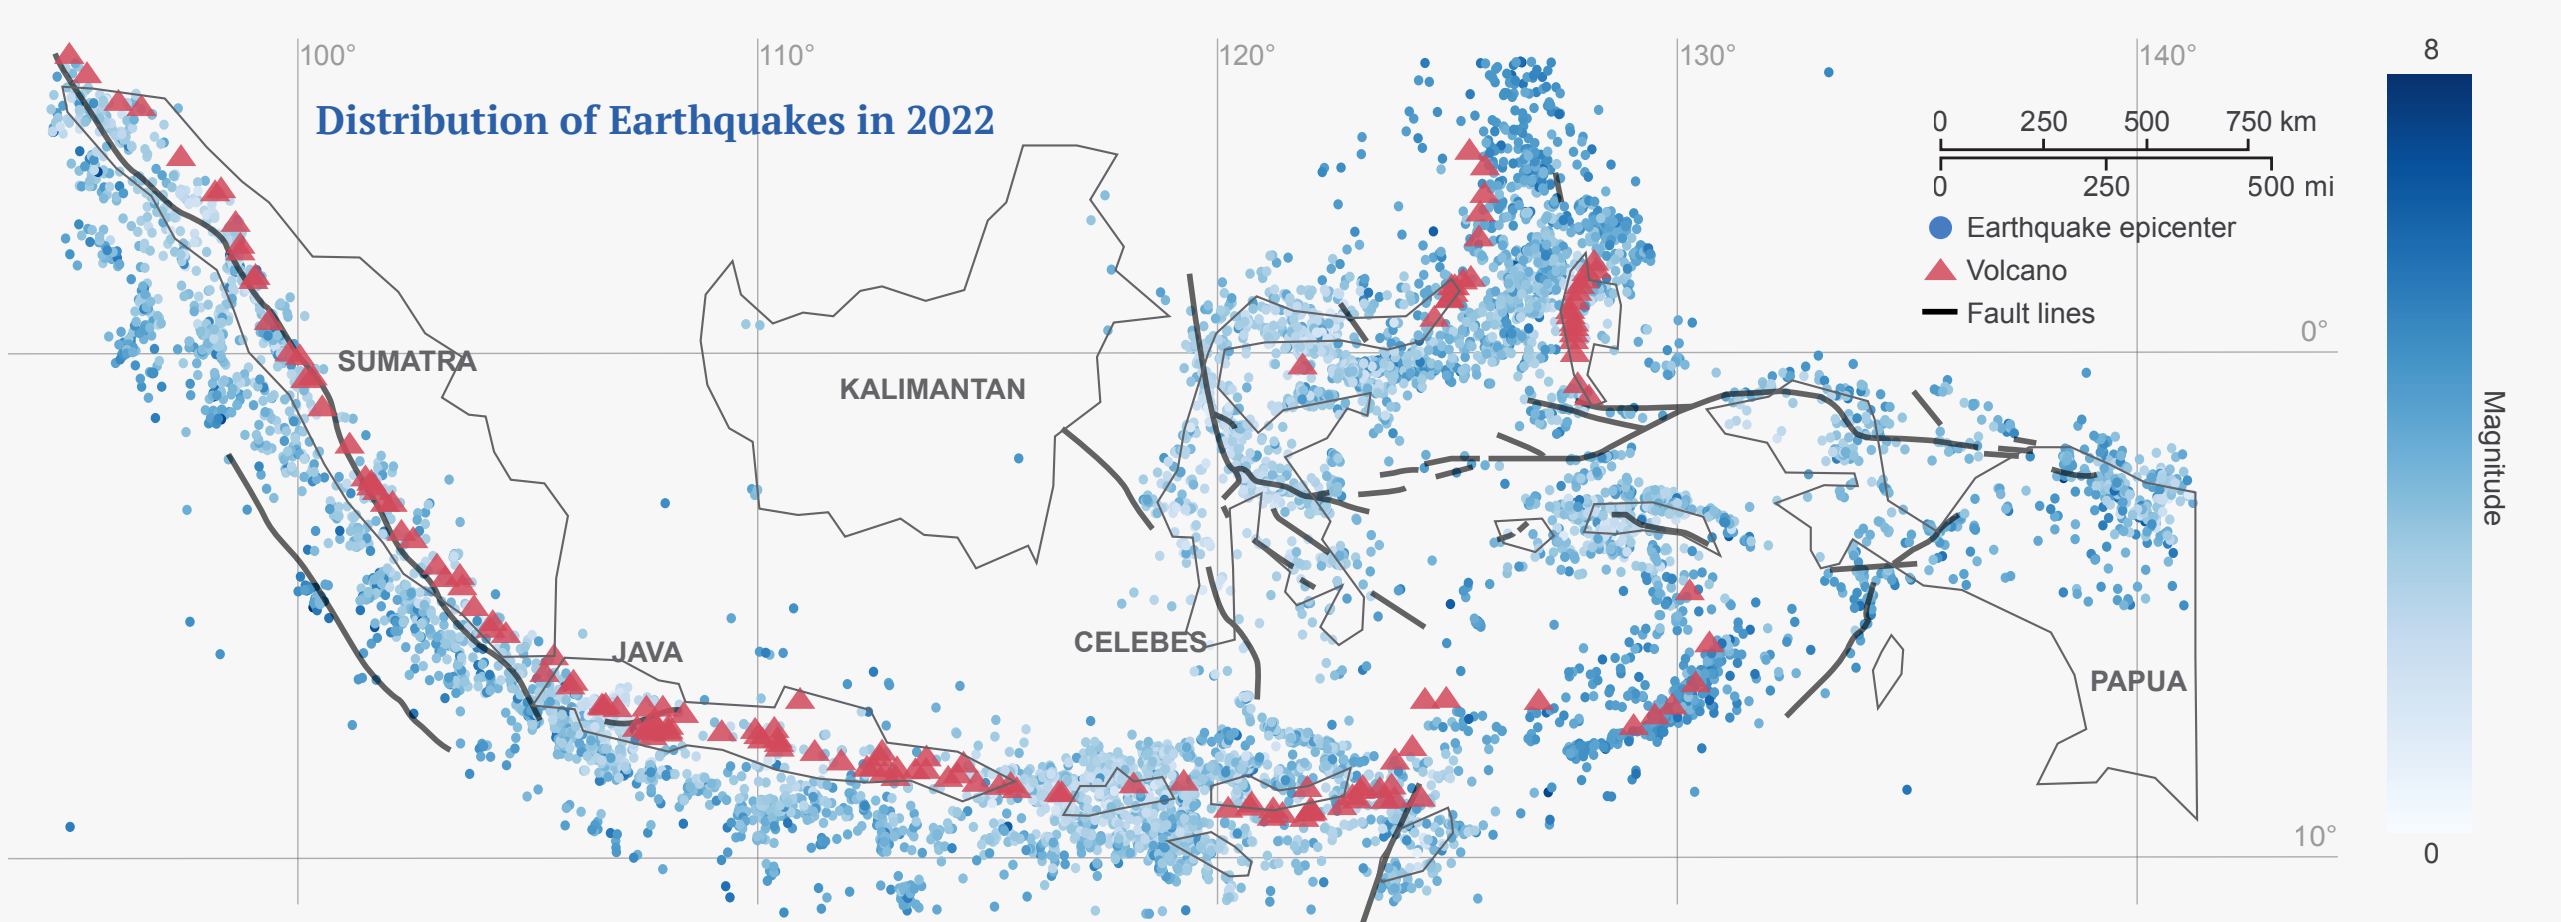 100°
110°
120°
130°
140°
8
Distribution of Earthquakes in 2022
0 250 500 750 km
0 250 500 mi
Earthquake epicenter
Volcano
Fault lines
0°
SUMATRA
KALIMANTAN
Magnitude
JAVA
CELEBES
PAPUA
10°
0